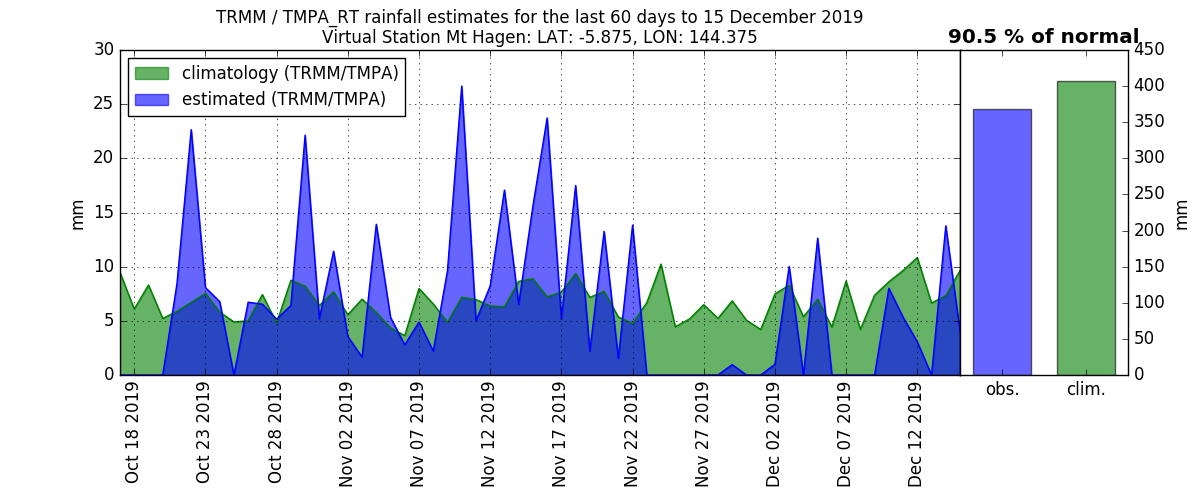 TRMM / TMPA_RT rainfall estimates for the last 60 days to 15 December 2019
Virtual Station Mt Hagen: LAT: -5.875, LON: 144.375
90.5 % of normal
climatology (TRMM/TMPA)
estimated (TRMM/TMPA)
30
25
20
15
10
5
0
mm
450
400
350
300
250
200
150
100
50
0
mm
obs.
clim.
Oct 18 2019
Oct 23 2019
Oct 28 2019
Nov 02 2019
Nov 07 2019
Nov 12 2019
Nov 17 2019
Nov 22 2019
Nov 27 2019
Dec 02 2019
Dec 07 2019
Dec 12 2019